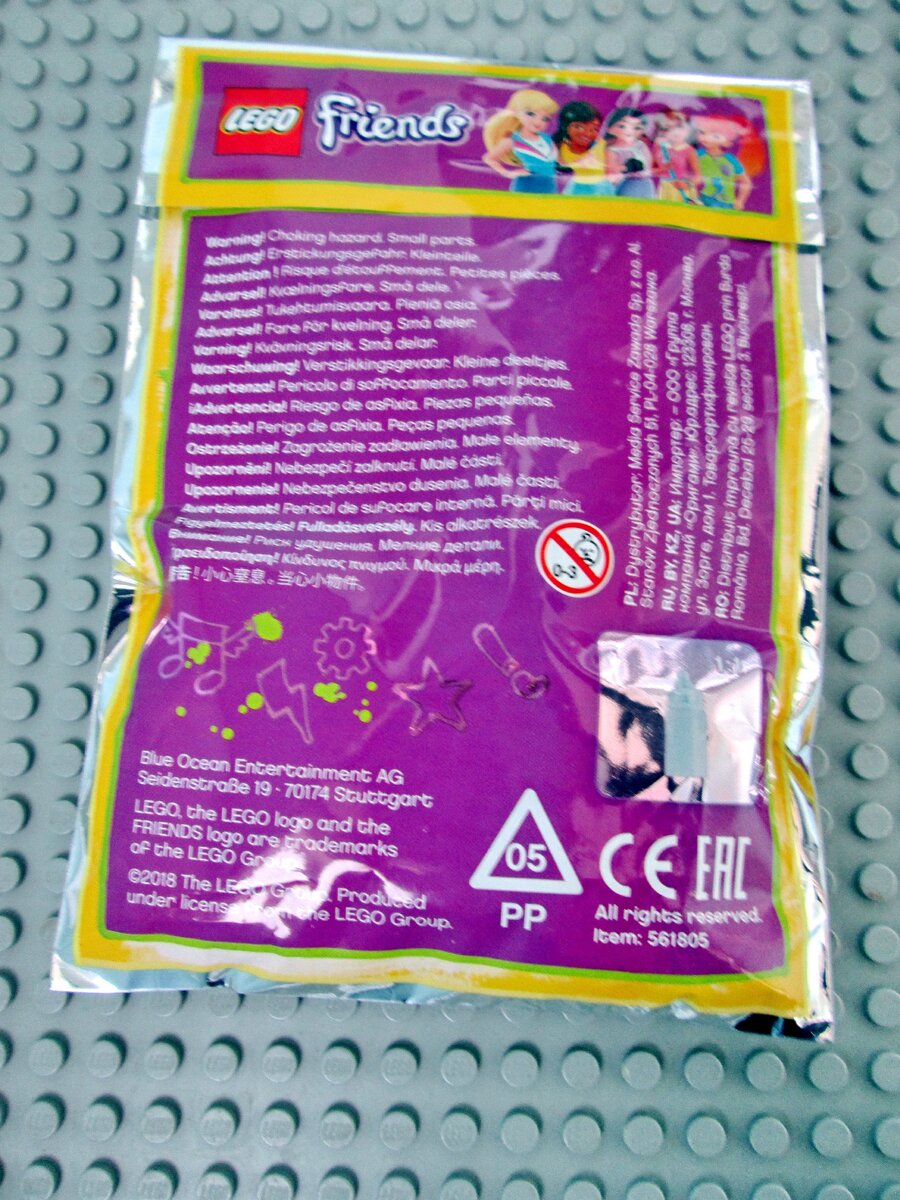 LEGO friends
Warning! Choking hazard. Small parts.
Achtung! Erstickungsgefahr. Kleinteile.
Attention ! Risque d'étouffement. Petites pièces.
Advarsel! Kvælningsfare. Små dele.
Varoitus! Tukehtumisvaara. Pieniä osia.
Advarsel! Fare for kvelning. Små deler.
Varning! Kvävningsrisk. Små delar.
Waarschuwing! Verstikkingsgevaar. Kleine deeltjes.
Avvertenza! Pericolo di soffocamento. Parti piccole.
¡Advertencia! Riesgo de asfixia. Piezas pequeñas.
Atenção! Perigo de asfixia. Peças pequenas.
Ostrzeżenie! Zagrożenie zadławienia. Małe elementy.
Upozornění! Nebezpečí zalknutí. Malé části.
Upozornenie! Nebezpečenstvo dusenia. Malé časti.
Avertisment! Pericol de sufocare internă. Părți mici.
Figyelmeztetés! Fulladásveszély. Kis alkatrészek.
Внимание! Риск удушения. Мелкие детали.
Προειδοποίηση! Κίνδυνος πνιγμού. Μικρά μέρη.
告！小心窒息。当心小物件。
0-3
PL: Dystrybutor: Media Service Zawada Sp. z o.o. Al.
Stanów Zjednoczonych 51, PL-04-028 Warszawa.
RU, BY, KZ, UA: Импортер: – ООО «Группа
компаний «Оригами» Юр.адрес: 125308, г. Москва,
ул. Зорге, дом 1. Товар сертифицирован.
RO: Distribuit împreună cu revista LEGO prin Burda
România, Bd. Decebal 25-29 sector 3 București.
Blue Ocean Entertainment AG
Seidenstraße 19 · 70174 Stuttgart
LEGO, the LEGO logo and the
FRIENDS logo are trademarks
of the LEGO Group.
©2018 The LEGO Group. Produced
under license from the LEGO Group.
05
PP
1:1
CE EAC
All rights reserved.
Item: 561805